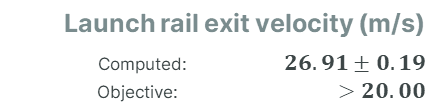 Launch rail exit velocity (m/s)
Computed: 26.91 ± 0.19
Objective: > 20.00